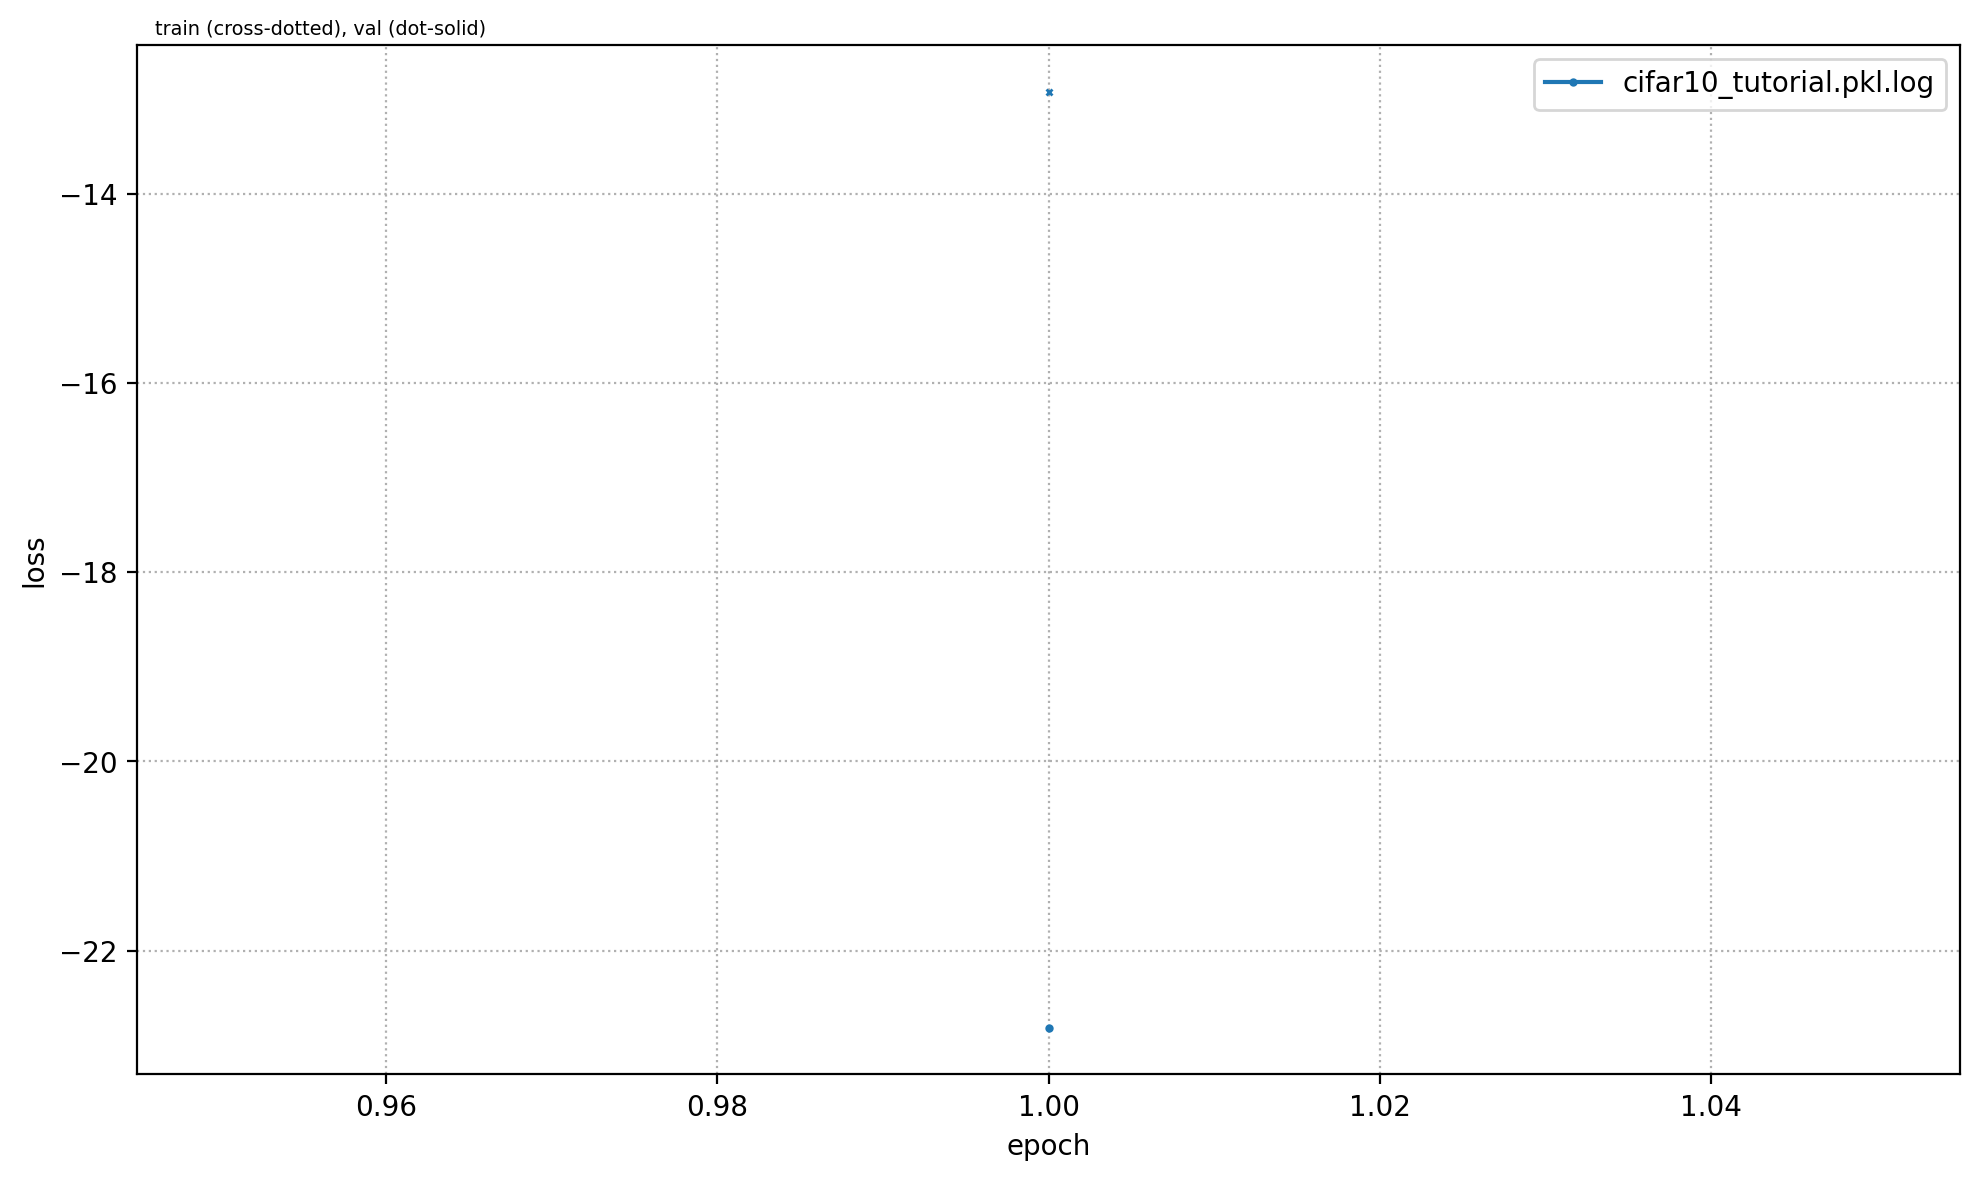 train (cross-dotted), val (dot-solid)
cifar10_tutorial.pkl.log
−14
−16
−18
−20
−22
loss
0.96 0.98 1.00 1.02 1.04
epoch